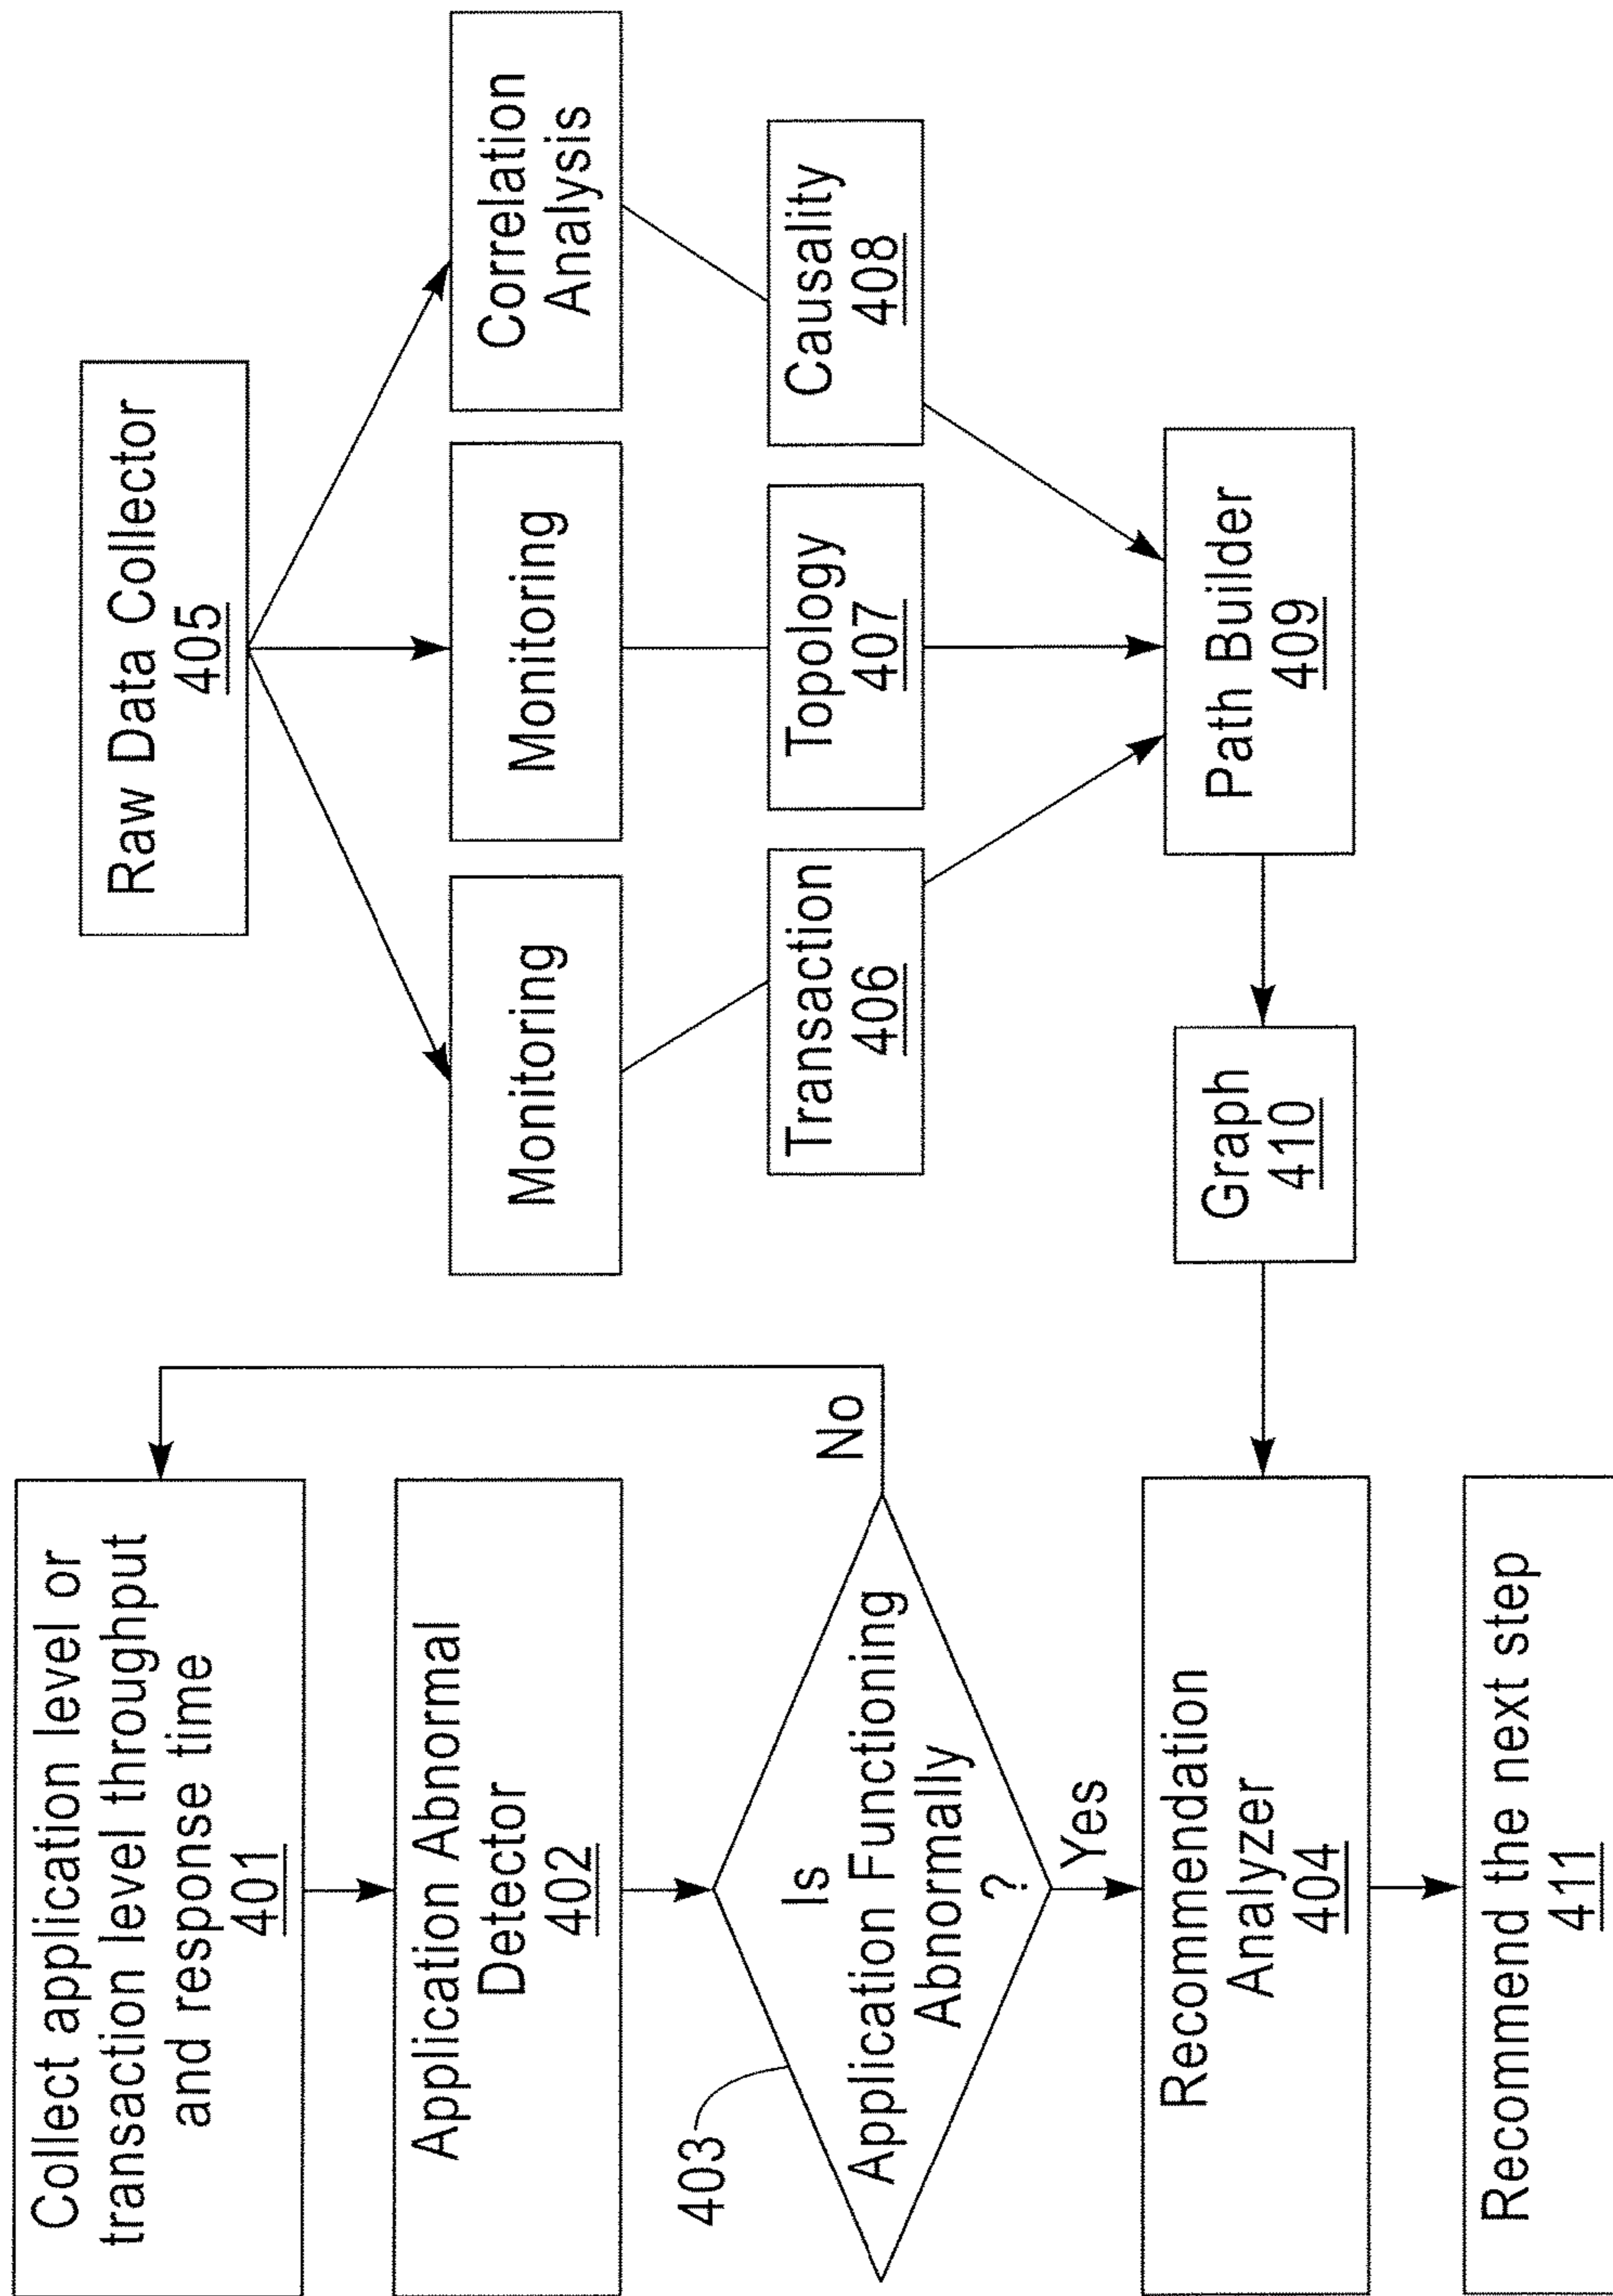 Collect application level or
transaction level throughput
and response time
401
Application Abnormal
Detector
402
403
Is
Application Functioning
Abnormally
?
No
Yes
Recommendation
Analyzer
404
Recommend the next step
411
Raw Data Collector
405
Monitoring
Monitoring
Correlation
Analysis
Transaction
406
Topology
407
Causality
408
Path Builder
409
Graph
410